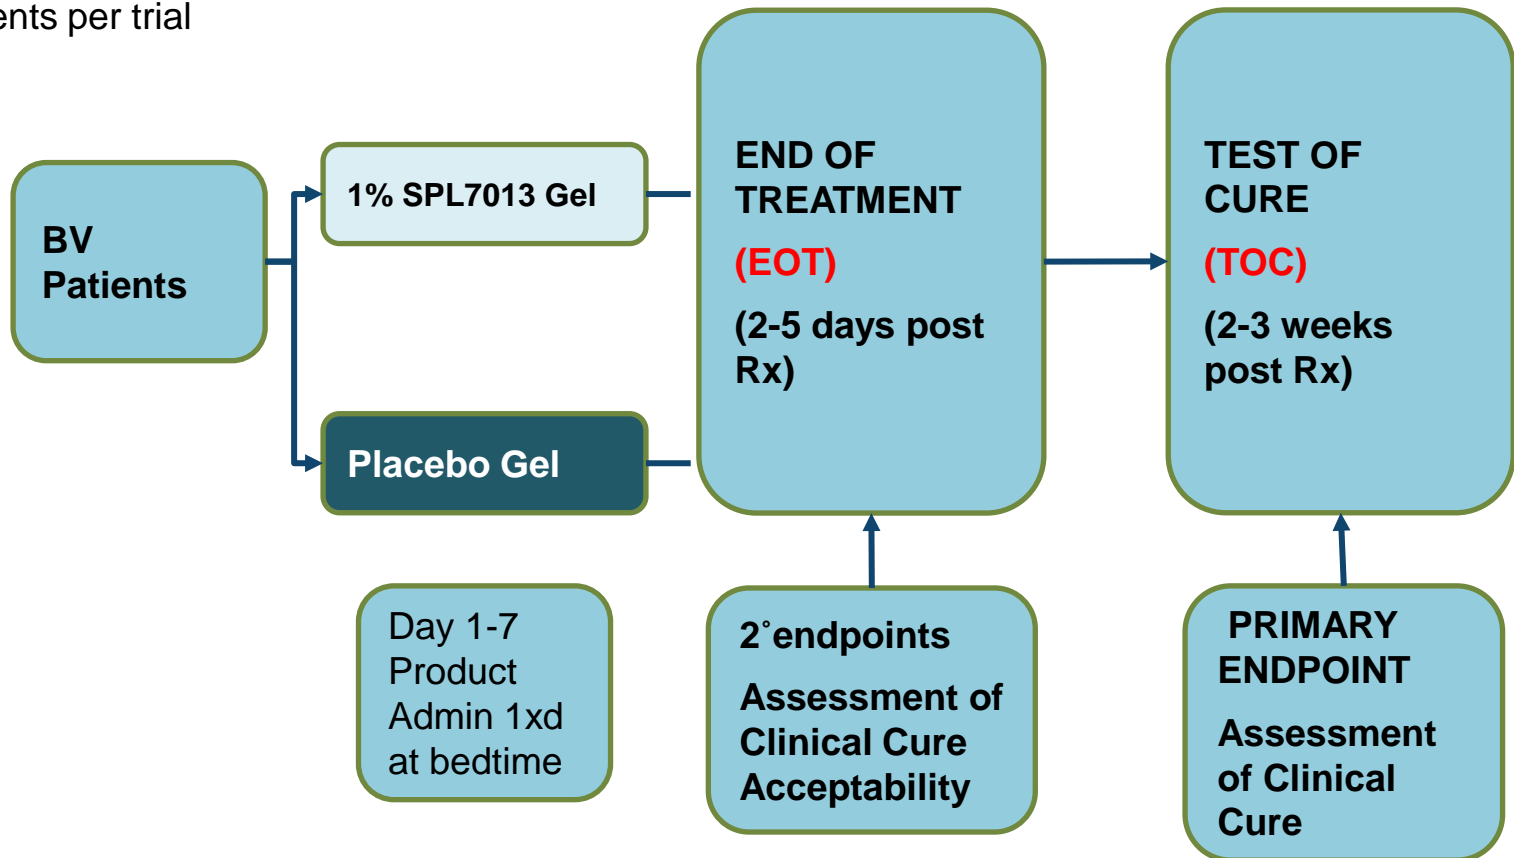 ents per trial
BV
Patients
1% SPL7013 Gel
Placebo Gel
Day 1-7
Product
Admin 1xd
at bedtime
END OF
TREATMENT
(EOT)
(2-5 days post
Rx)
2˚endpoints
Assessment of
Clinical Cure
Acceptability
TEST OF
CURE
(TOC)
(2-3 weeks
post Rx)
PRIMARY
ENDPOINT
Assessment
of Clinical
Cure